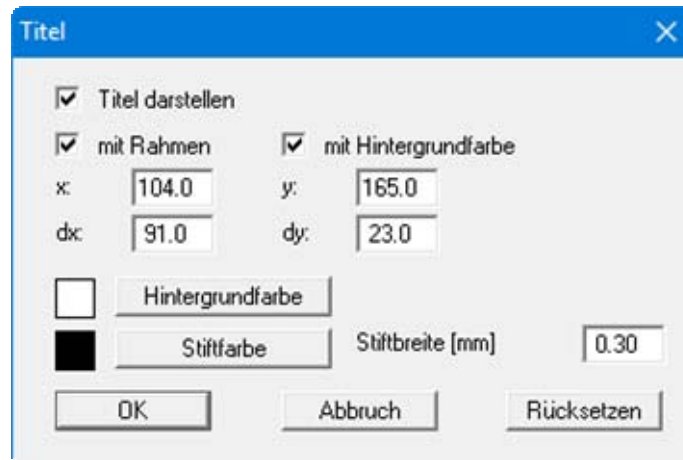 Titel
Titel darstellen
mit Rahmen mit Hintergrundfarbe
x: 104.0 y: 165.0
dx: 91.0 dy: 23.0
Hintergrundfarbe
Stiftfarbe Stiftbreite [mm] 0.30
OK Abbruch Rücksetzen